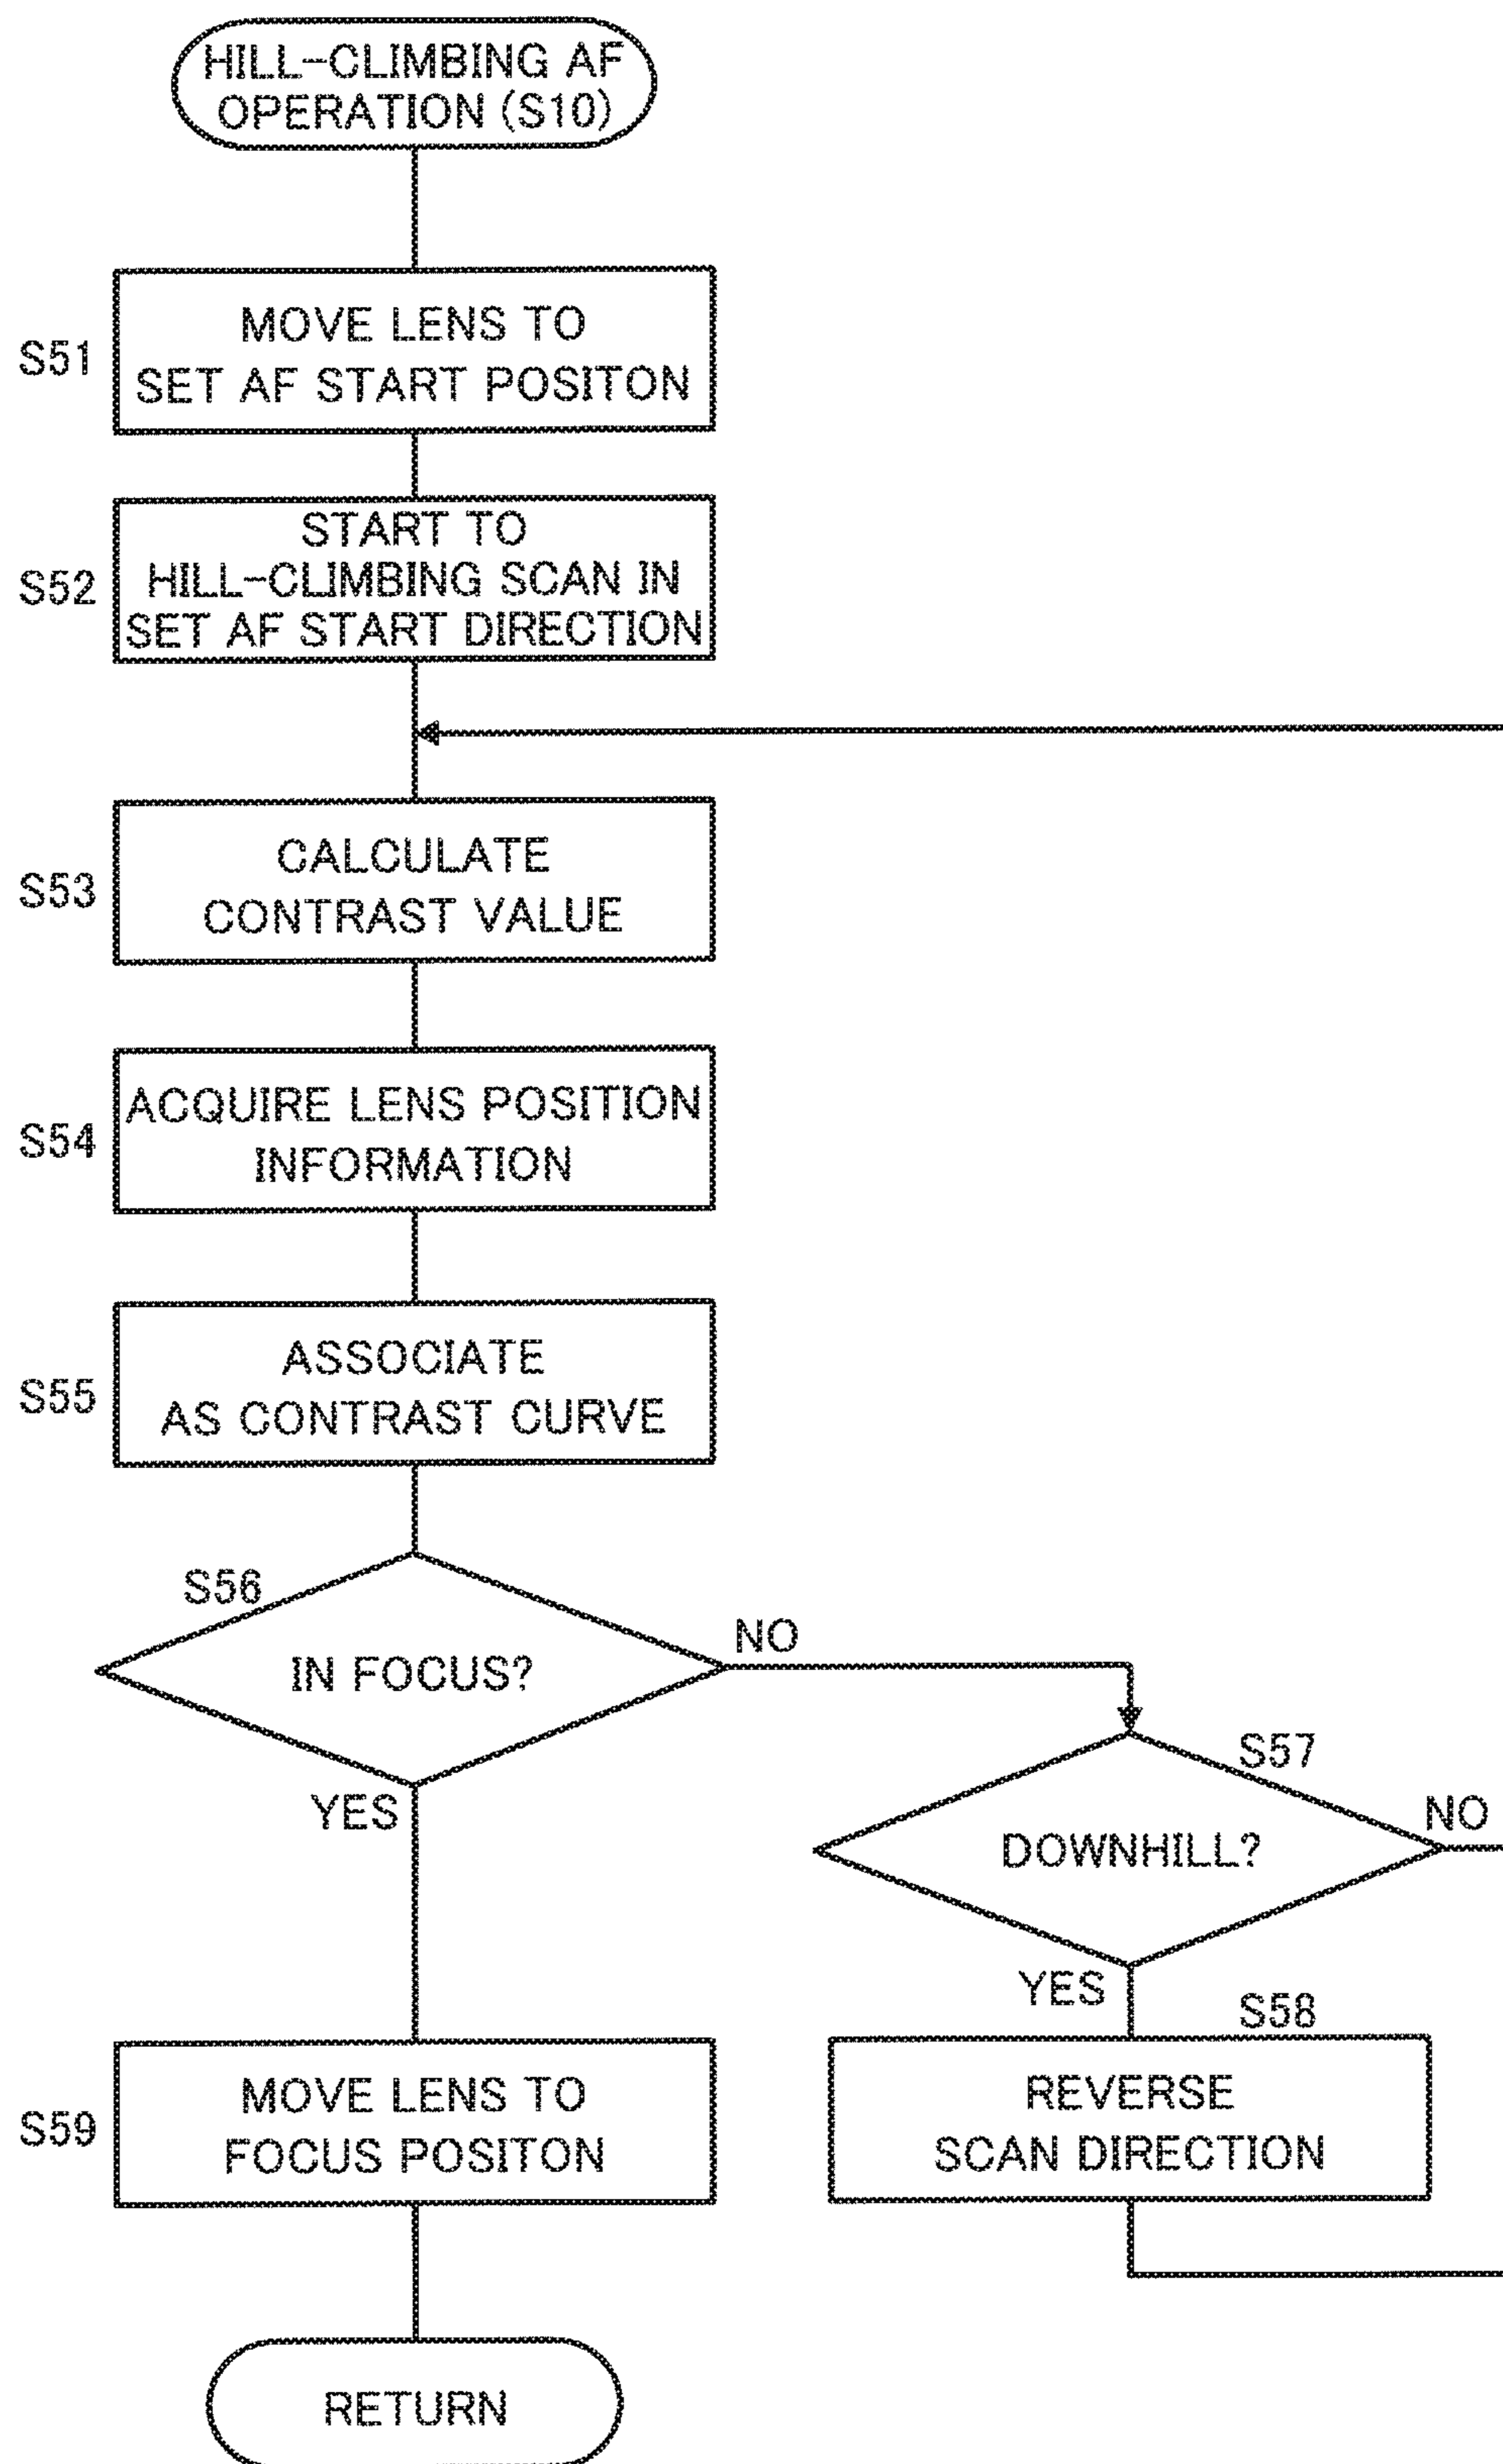 HILL-CLIMBING AF
OPERATION (S10)
S51
MOVE LENS TO
SET AF START POSITON
S52
START TO
HILL-CLIMBING SCAN IN
SET AF START DIRECTION
S53
CALCULATE
CONTRAST VALUE
S54
ACQUIRE LENS POSITION
INFORMATION
S55
ASSOCIATE
AS CONTRAST CURVE
S56
IN FOCUS?
NO
YES
S57
DOWNHILL?
NO
YES
S58
REVERSE
SCAN DIRECTION
S59
MOVE LENS TO
FOCUS POSITON
RETURN